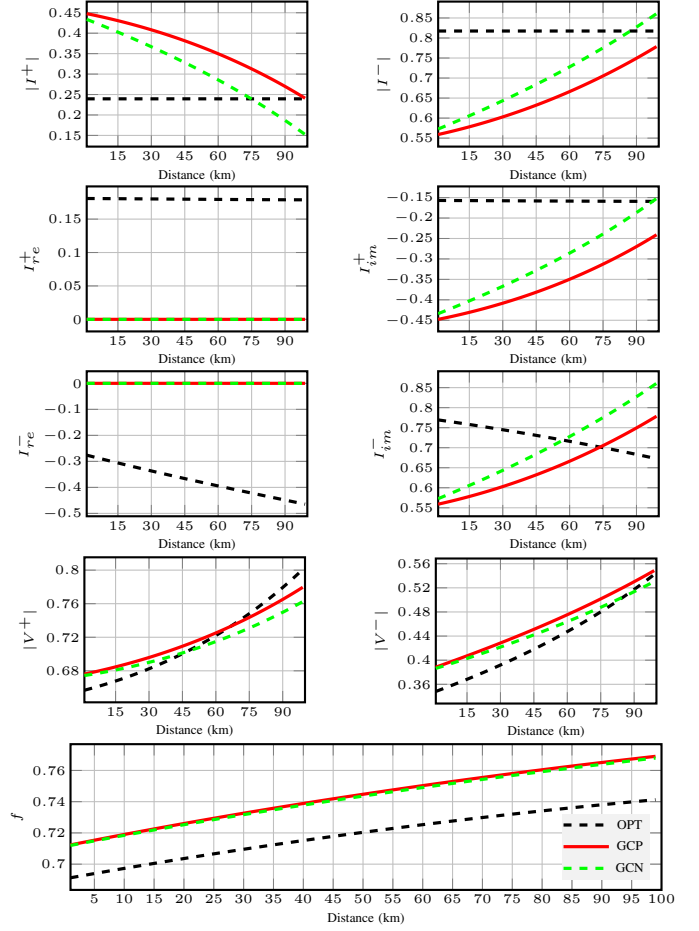 0.45
0.4
0.35
0.3
0.24
0.15
|I⁺|
15 30 45 60 75 90
Distance (km)
0.85
0.8
0.75
0.7
0.65
0.6
0.55
|I⁻|
15 30 45 60 75 90
Distance (km)
0.15
0.1
0.05
0
I⁺re
15 30 45 60 75 90
Distance (km)
−0.15
−0.2
−0.25
−0.3
−0.35
−0.4
−0.45
I⁺im
15 30 45 60 75 90
Distance (km)
0
−0.1
−0.2
−0.3
−0.4
−0.5
I⁻re
15 30 45 60 75 90
Distance (km)
0.85
0.8
0.75
0.7
0.65
0.6
0.55
I⁻im
15 30 45 60 75 90
Distance (km)
0.8
0.76
0.72
0.68
|V⁺|
15 30 45 60 75 90
Distance (km)
0.56
0.52
0.48
0.44
0.4
0.36
|V⁻|
15 30 45 60 75 90
Distance (km)
0.76
0.74
0.72
0.7
f
OPT
GCP
GCN
5 10 15 20 25 30 35 40 45 50 55 60 65 70 75 80 85 90 95 100
Distance (km)